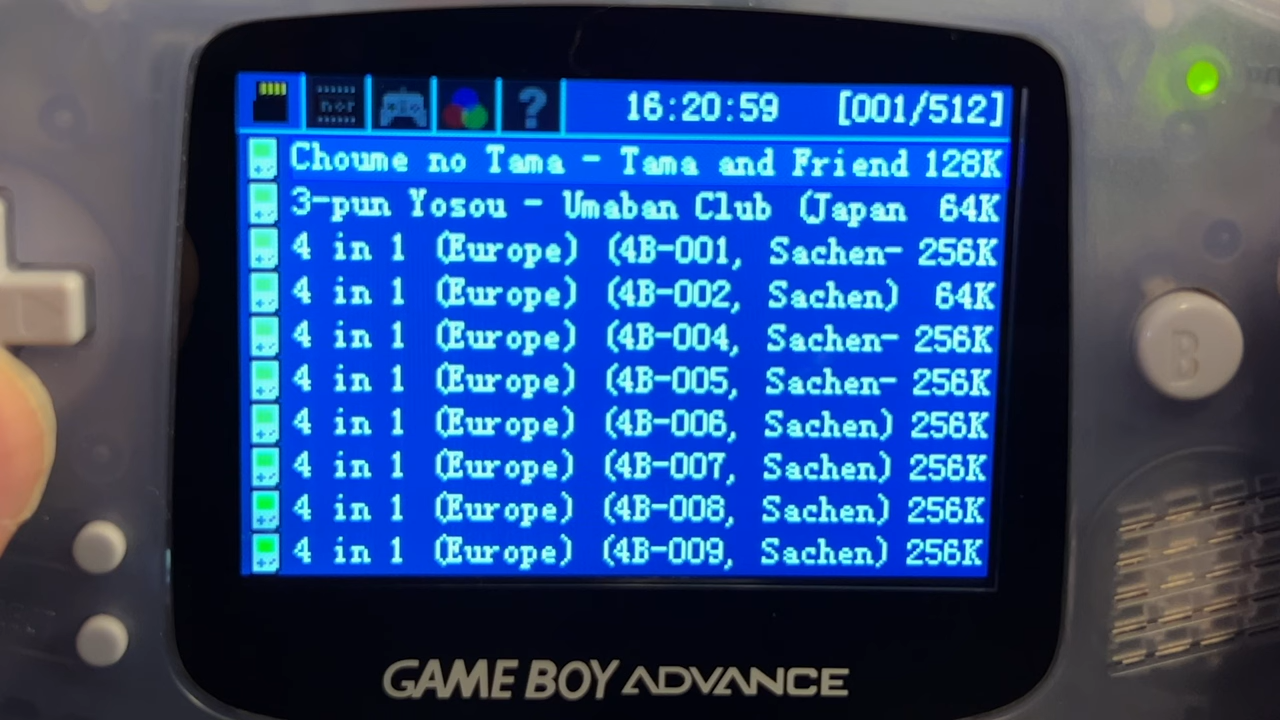 nor ? 16:20:59 [001/512]
Choume no Tama - Tama and Friend 128K
3-pun Yosou - Umaban Club (Japan 64K
4 in 1 (Europe) (4B-001, Sachen- 256K
4 in 1 (Europe) (4B-002, Sachen) 64K
4 in 1 (Europe) (4B-004, Sachen- 256K
4 in 1 (Europe) (4B-005, Sachen- 256K
4 in 1 (Europe) (4B-006, Sachen) 256K
4 in 1 (Europe) (4B-007, Sachen) 256K
4 in 1 (Europe) (4B-008, Sachen) 256K
4 in 1 (Europe) (4B-009, Sachen) 256K
B
GAME BOY ADVANCE